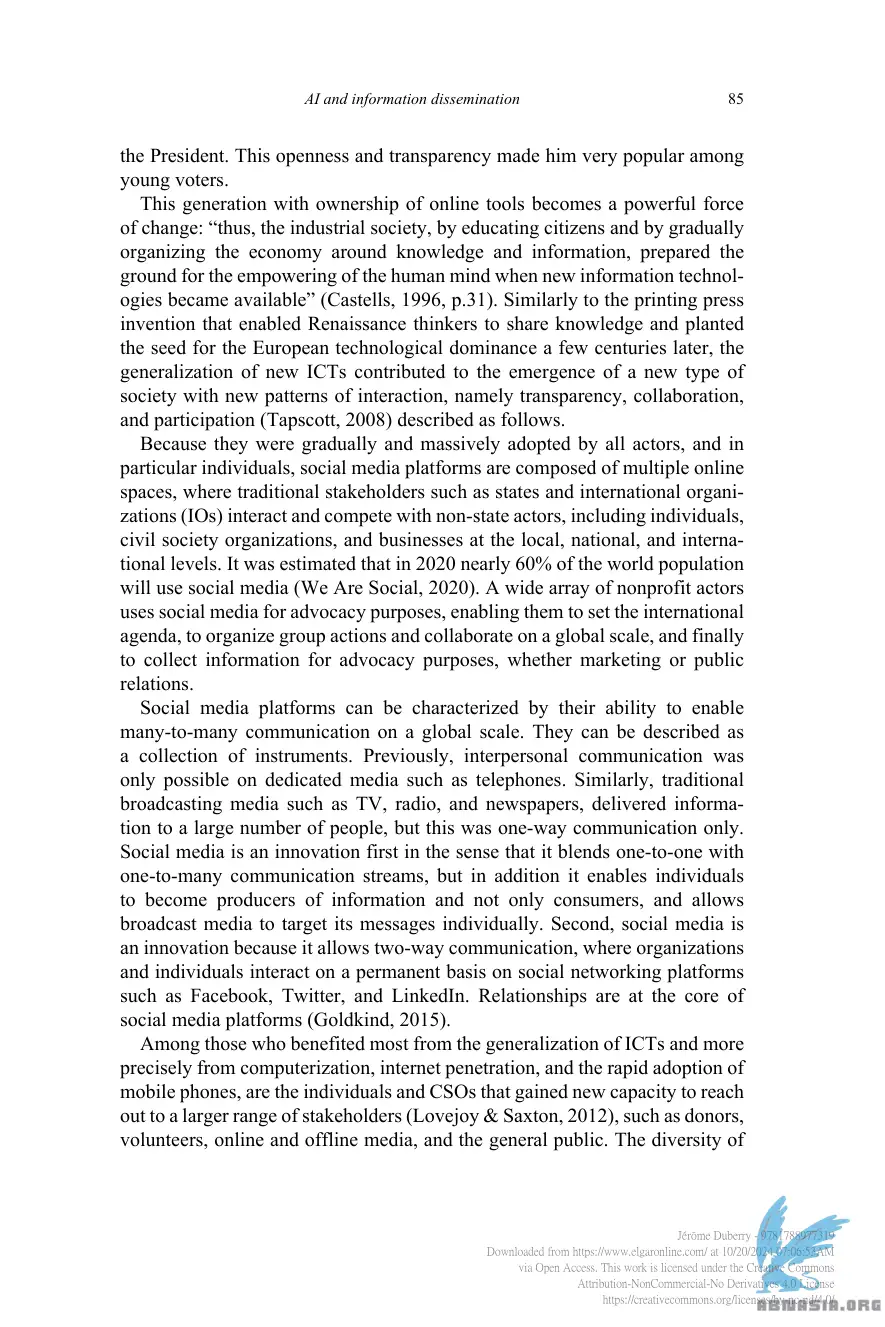 AI and information dissemination 85
the President. This openness and transparency made him very popular among
young voters.
This generation with ownership of online tools becomes a powerful force
of change: “thus, the industrial society, by educating citizens and by gradually
organizing the economy around knowledge and information, prepared the
ground for the empowering of the human mind when new information technol-
ogies became available” (Castells, 1996, p.31). Similarly to the printing press
invention that enabled Renaissance thinkers to share knowledge and planted
the seed for the European technological dominance a few centuries later, the
generalization of new ICTs contributed to the emergence of a new type of
society with new patterns of interaction, namely transparency, collaboration,
and participation (Tapscott, 2008) described as follows.
Because they were gradually and massively adopted by all actors, and in
particular individuals, social media platforms are composed of multiple online
spaces, where traditional stakeholders such as states and international organi-
zations (IOs) interact and compete with non-state actors, including individuals,
civil society organizations, and businesses at the local, national, and interna-
tional levels. It was estimated that in 2020 nearly 60% of the world population
will use social media (We Are Social, 2020). A wide array of nonprofit actors
uses social media for advocacy purposes, enabling them to set the international
agenda, to organize group actions and collaborate on a global scale, and finally
to collect information for advocacy purposes, whether marketing or public
relations.
Social media platforms can be characterized by their ability to enable
many-to-many communication on a global scale. They can be described as
a collection of instruments. Previously, interpersonal communication was
only possible on dedicated media such as telephones. Similarly, traditional
broadcasting media such as TV, radio, and newspapers, delivered informa-
tion to a large number of people, but this was one-way communication only.
Social media is an innovation first in the sense that it blends one-to-one with
one-to-many communication streams, but in addition it enables individuals
to become producers of information and not only consumers, and allows
broadcast media to target its messages individually. Second, social media is
an innovation because it allows two-way communication, where organizations
and individuals interact on a permanent basis on social networking platforms
such as Facebook, Twitter, and LinkedIn. Relationships are at the core of
social media platforms (Goldkind, 2015).
Among those who benefited most from the generalization of ICTs and more
precisely from computerization, internet penetration, and the rapid adoption of
mobile phones, are the individuals and CSOs that gained new capacity to reach
out to a larger range of stakeholders (Lovejoy & Saxton, 2012), such as donors,
volunteers, online and offline media, and the general public. The diversity of
Jérôme Duberry - 9781788977319
Downloaded from https://www.elgaronline.com/ at 10/20/2024 07:06:52AM
via Open Access. This work is licensed under the Creative Commons
Attribution-NonCommercial-No Derivatives 4.0 License
https://creativecommons.org/licenses/by-nc-nd/4.0/
ABNASIA.ORG